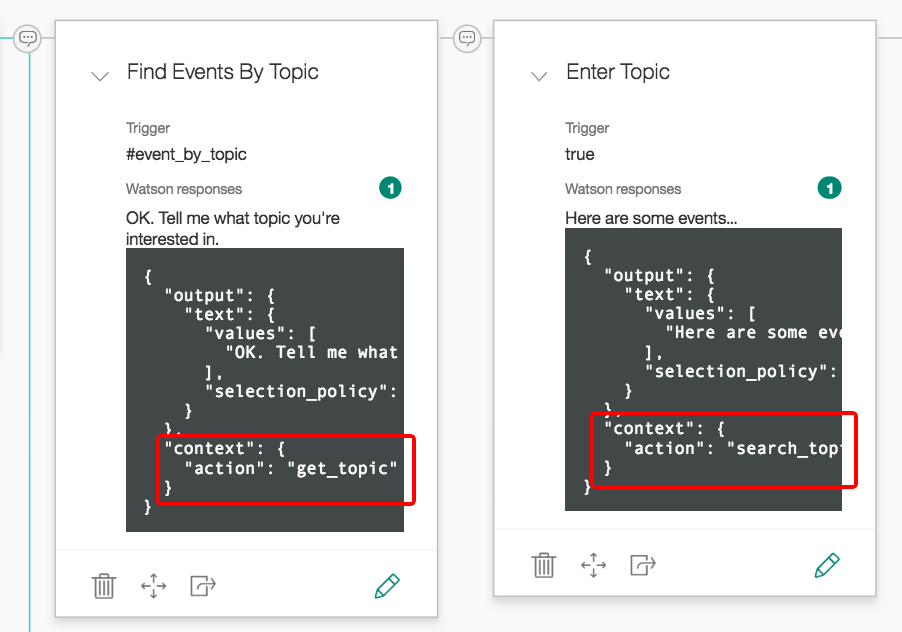 Find Events By Topic
Trigger
#event_by_topic
Watson responses
1
OK. Tell me what topic you're
interested in.
{
"output": {
"text": {
"values": [
"OK. Tell me what
],
"selection_policy":
}
},
"context": {
"action": "get_topic"
}
}
Enter Topic
Trigger
true
Watson responses
1
Here are some events...
{
"output": {
"text": {
"values": [
"Here are some eve
],
"selection_policy":
}
},
"context": {
"action": "search_topi
}
}